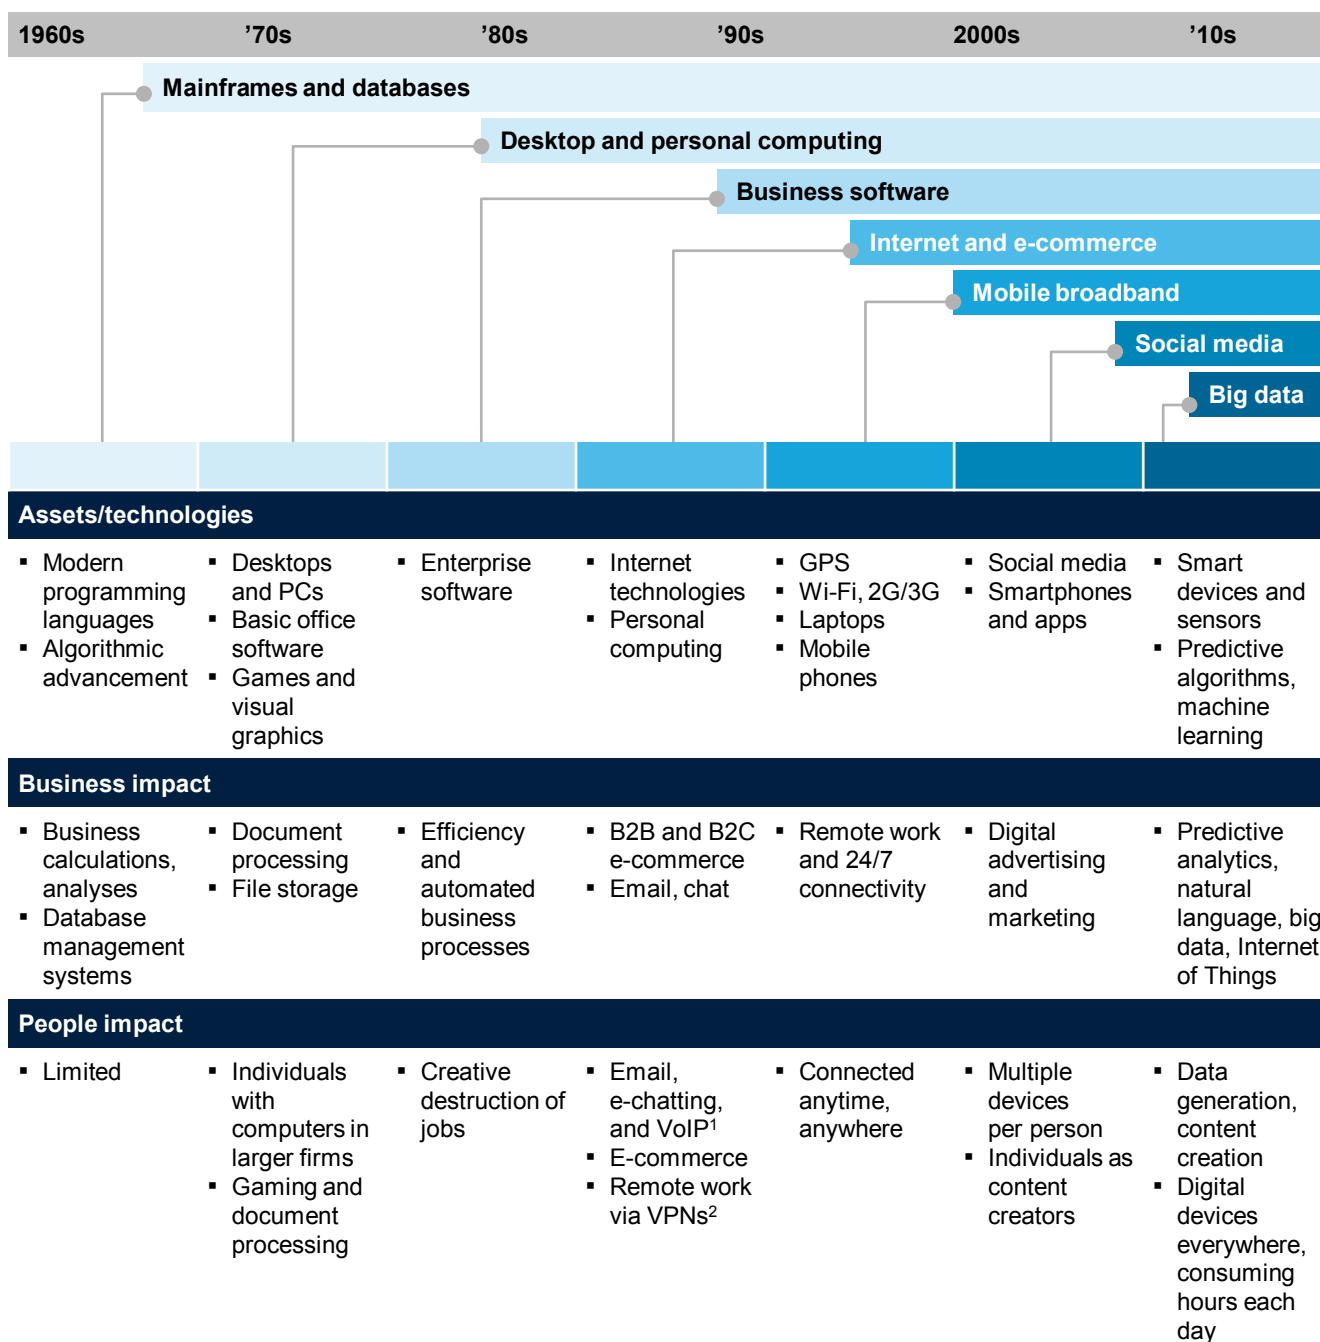 1960s ’70s ’80s ’90s 2000s ’10s
Mainframes and databases
Desktop and personal computing
Business software
Internet and e-commerce
Mobile broadband
Social media
Big data
Assets/technologies
▪ Modern
programming
languages
▪ Algorithmic
advancement
▪ Desktops
and PCs
▪ Basic office
software
▪ Games and
visual
graphics
▪ Enterprise
software
▪ Internet
technologies
▪ Personal
computing
▪ GPS
▪ Wi-Fi, 2G/3G
▪ Laptops
▪ Mobile
phones
▪ Social media
▪ Smartphones
and apps
▪ Smart
devices and
sensors
▪ Predictive
algorithms,
machine
learning
Business impact
▪ Business
calculations,
analyses
▪ Database
management
systems
▪ Document
processing
▪ File storage
▪ Efficiency
and
automated
business
processes
▪ B2B and B2C
e-commerce
▪ Email, chat
▪ Remote work
and 24/7
connectivity
▪ Digital
advertising
and
marketing
▪ Predictive
analytics,
natural
language, big
data, Internet
of Things
People impact
▪ Limited
▪ Individuals
with
computers in
larger firms
▪ Gaming and
document
processing
▪ Creative
destruction of
jobs
▪ Email,
e-chatting,
and VoIP¹
▪ E-commerce
▪ Remote work
via VPNs²
▪ Connected
anytime,
anywhere
▪ Multiple
devices
per person
▪ Individuals as
content
creators
▪ Data
generation,
content
creation
▪ Digital
devices
everywhere,
consuming
hours each
day